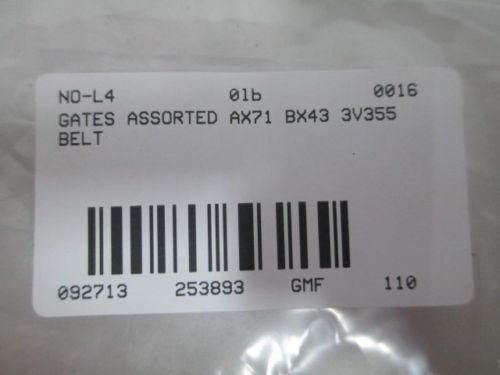 NO-L4 0lb 0016
GATES ASSORTED AX71 BX43 3V355
BELT
092713 253893 GMF 110